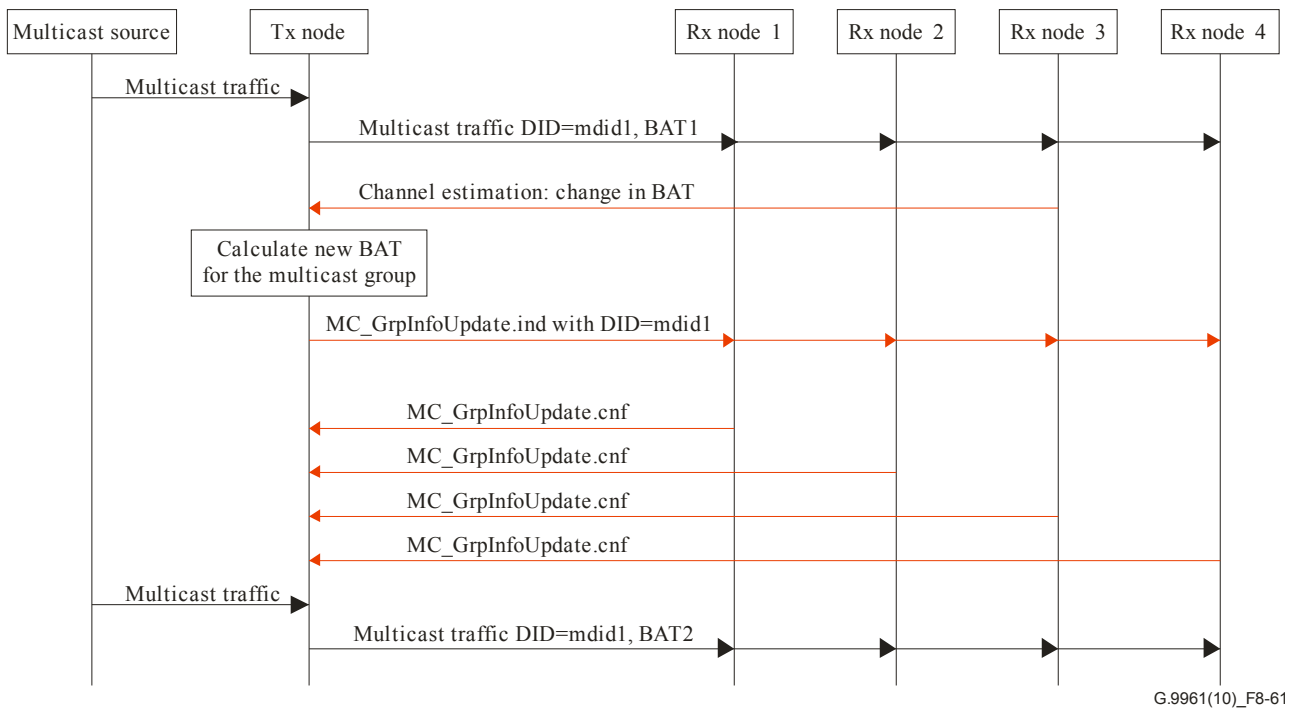 Multicast source
Tx node
Rx node 1
Rx node 2
Rx node 3
Rx node 4
Multicast traffic
Multicast traffic DID=mdid1, BAT1
Channel estimation: change in BAT
Calculate new BAT
for the multicast group
MC_GrpInfoUpdate.ind with DID=mdid1
MC_GrpInfoUpdate.cnf
MC_GrpInfoUpdate.cnf
MC_GrpInfoUpdate.cnf
MC_GrpInfoUpdate.cnf
Multicast traffic
Multicast traffic DID=mdid1, BAT2
G.9961(10)_F8-61